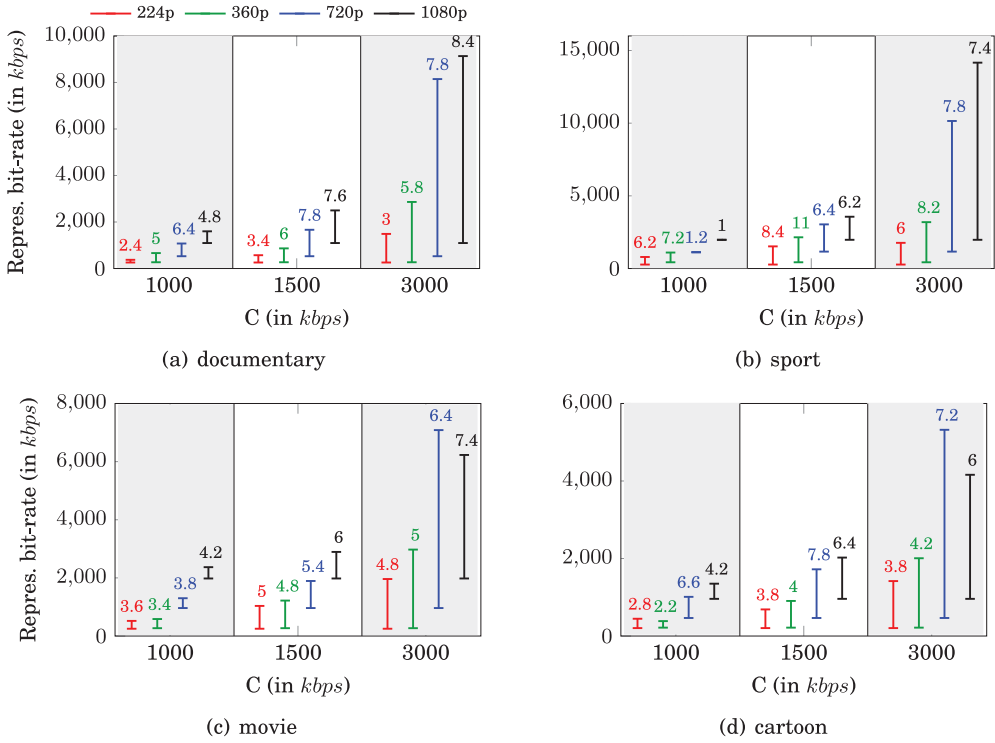 224p 360p 720p 1080p
Repres. bit-rate (in kbps)
10,000
8,000
6,000
4,000
2,000
0
2.4 5 6.4 4.8
3.4 6 7.8 7.6
3 5.8 7.8 8.4
1000 1500 3000
C (in kbps)
(a) documentary
15,000
10,000
5,000
0
6.2 7.2 1.2 1
8.4 11 6.4 6.2
6 8.2 7.8 7.4
1000 1500 3000
C (in kbps)
(b) sport
Repres. bit-rate (in kbps)
8,000
6,000
4,000
2,000
0
3.6 3.4 3.8 4.2
5 4.8 5.4 6
4.8 5 6.4 7.4
1000 1500 3000
C (in kbps)
(c) movie
6,000
4,000
2,000
0
2.8 2.2 6.6 4.2
3.8 4 7.8 6.4
3.8 4.2 7.2 6
1000 1500 3000
C (in kbps)
(d) cartoon